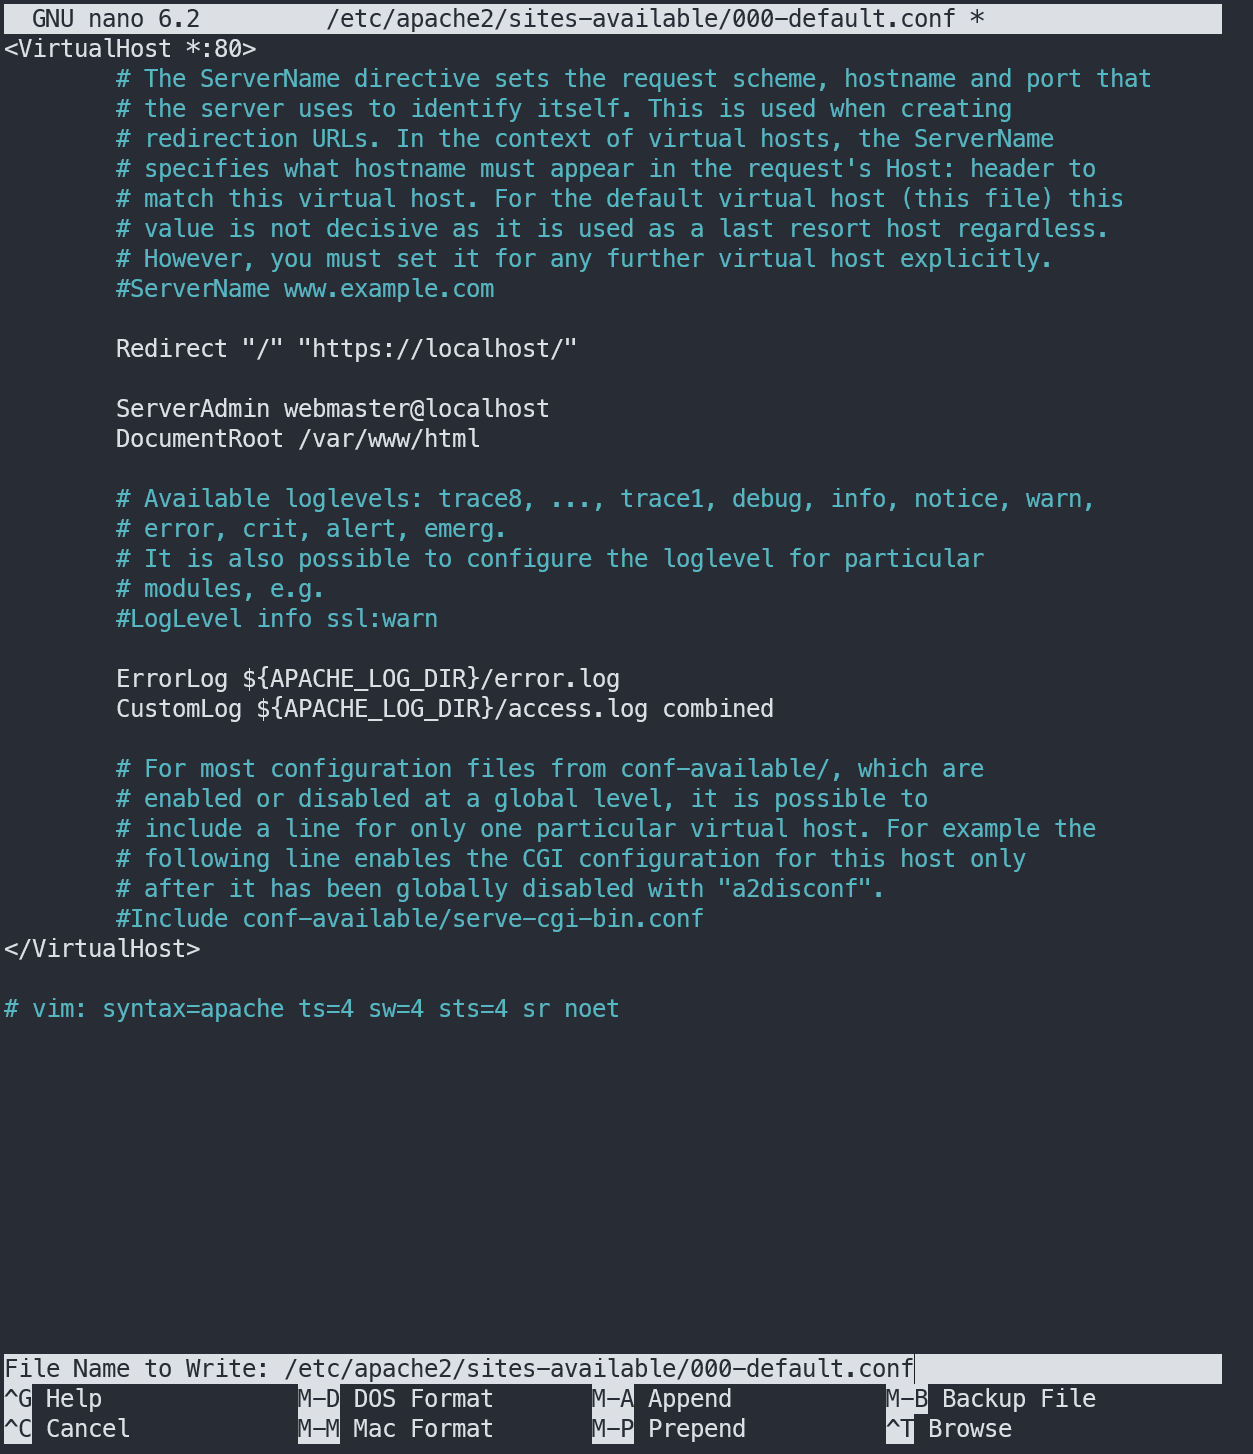 GNU nano 6.2 /etc/apache2/sites-available/000-default.conf *
<VirtualHost *:80>
# The ServerName directive sets the request scheme, hostname and port that
# the server uses to identify itself. This is used when creating
# redirection URLs. In the context of virtual hosts, the ServerName
# specifies what hostname must appear in the request's Host: header to
# match this virtual host. For the default virtual host (this file) this
# value is not decisive as it is used as a last resort host regardless.
# However, you must set it for any further virtual host explicitly.
#ServerName www.example.com
Redirect "/" "https://localhost/"
ServerAdmin webmaster@localhost
DocumentRoot /var/www/html
# Available loglevels: trace8, ..., trace1, debug, info, notice, warn,
# error, crit, alert, emerg.
# It is also possible to configure the loglevel for particular
# modules, e.g.
#LogLevel info ssl:warn
ErrorLog ${APACHE_LOG_DIR}/error.log
CustomLog ${APACHE_LOG_DIR}/access.log combined
# For most configuration files from conf-available/, which are
# enabled or disabled at a global level, it is possible to
# include a line for only one particular virtual host. For example the
# following line enables the CGI configuration for this host only
# after it has been globally disabled with "a2disconf".
#Include conf-available/serve-cgi-bin.conf
</VirtualHost>
# vim: syntax=apache ts=4 sw=4 sts=4 sr noet
File Name to Write: /etc/apache2/sites-available/000-default.conf
^G Help M-D DOS Format M-A Append M-B Backup File
^C Cancel M-M Mac Format M-P Prepend ^T Browse